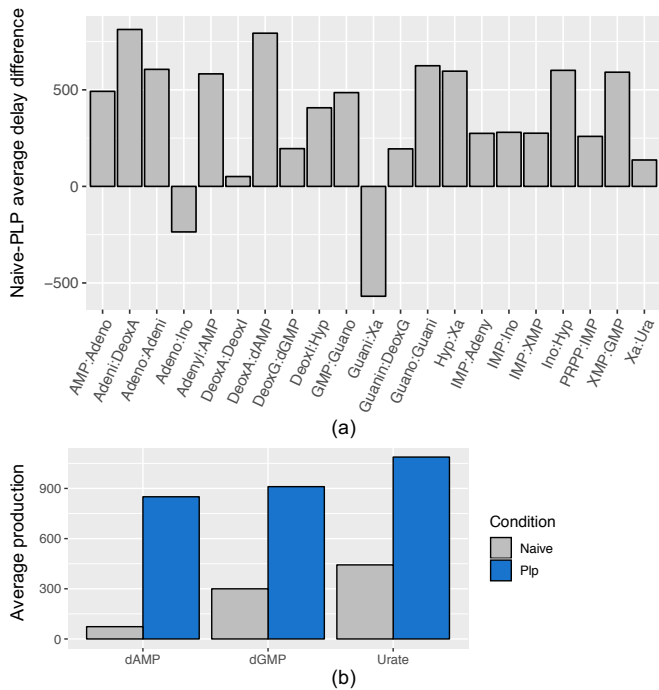 Naive-PLP average delay difference
500
0
−500
AMP:Adeno
Adeni:DeoxA
Adeno:Adeni
Adeno:Ino
Adenyl:AMP
DeoxA:DeoxI
DeoxA:dAMP
DeoxG:dGMP
DeoxI:Hyp
GMP:Guano
Guani:Xa
Guanin:DeoxG
Guano:Guani
Hyp:Xa
IMP:Adeny
IMP:Ino
IMP:XMP
Ino:Hyp
PRPP:IMP
XMP:GMP
Xa:Ura
(a)
Average production
900
600
300
0
dAMP
dGMP
Urate
Condition
Naive
Plp
(b)